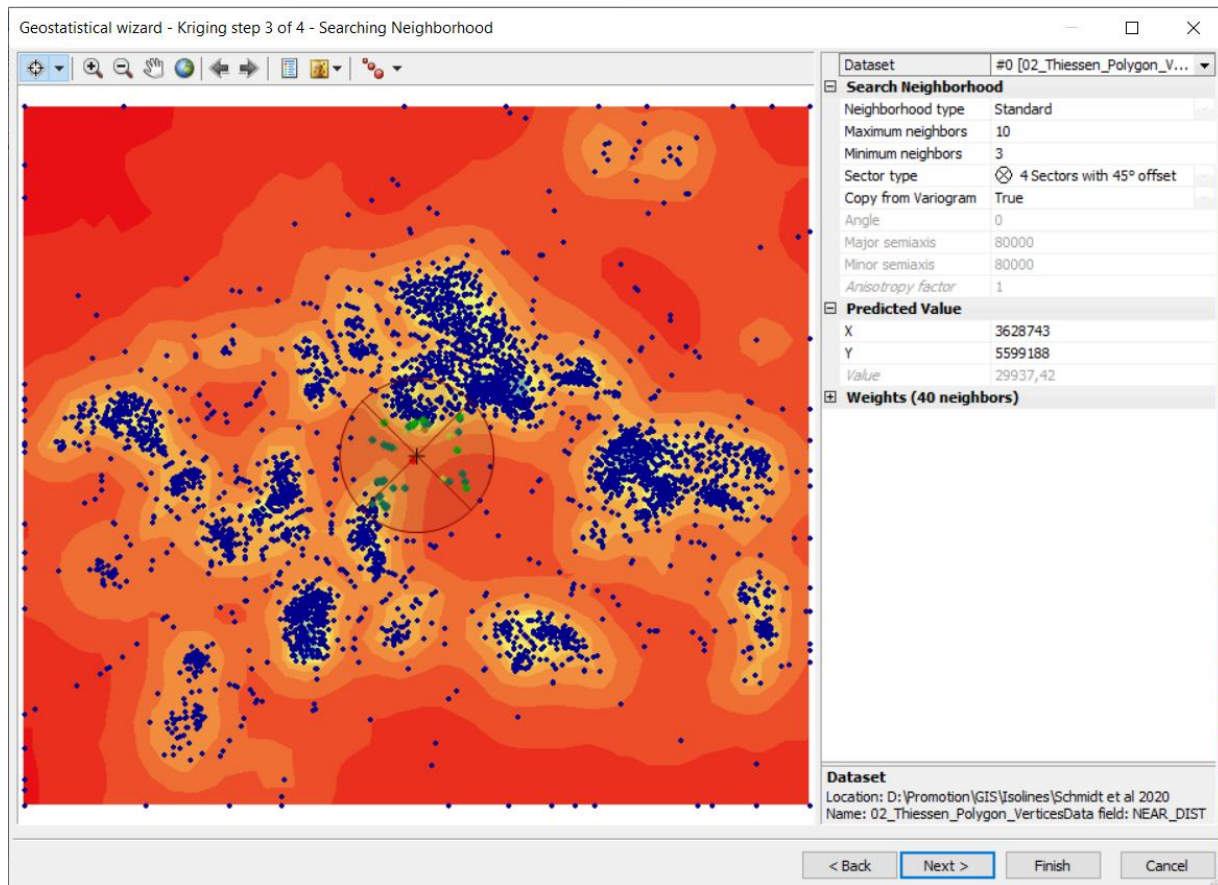 Geostatistical wizard - Kriging step 3 of 4 - Searching Neighborhood
Dataset #0 [02_Thiessen_Polygon_V...
Search Neighborhood
Neighborhood type Standard
Maximum neighbors 10
Minimum neighbors 3
Sector type 4 Sectors with 45° offset
Copy from Variogram True
Angle 0
Major semiaxis 80000
Minor semiaxis 80000
Anisotropy factor 1
Predicted Value
X 3628743
Y 5599188
Value 29937,42
Weights (40 neighbors)
Dataset
Location: D:\Promotion\GIS\Isolines\Schmidt et al 2020
Name: 02_Thiessen_Polygon_VerticesData field: NEAR_DIST
< Back Next > Finish Cancel